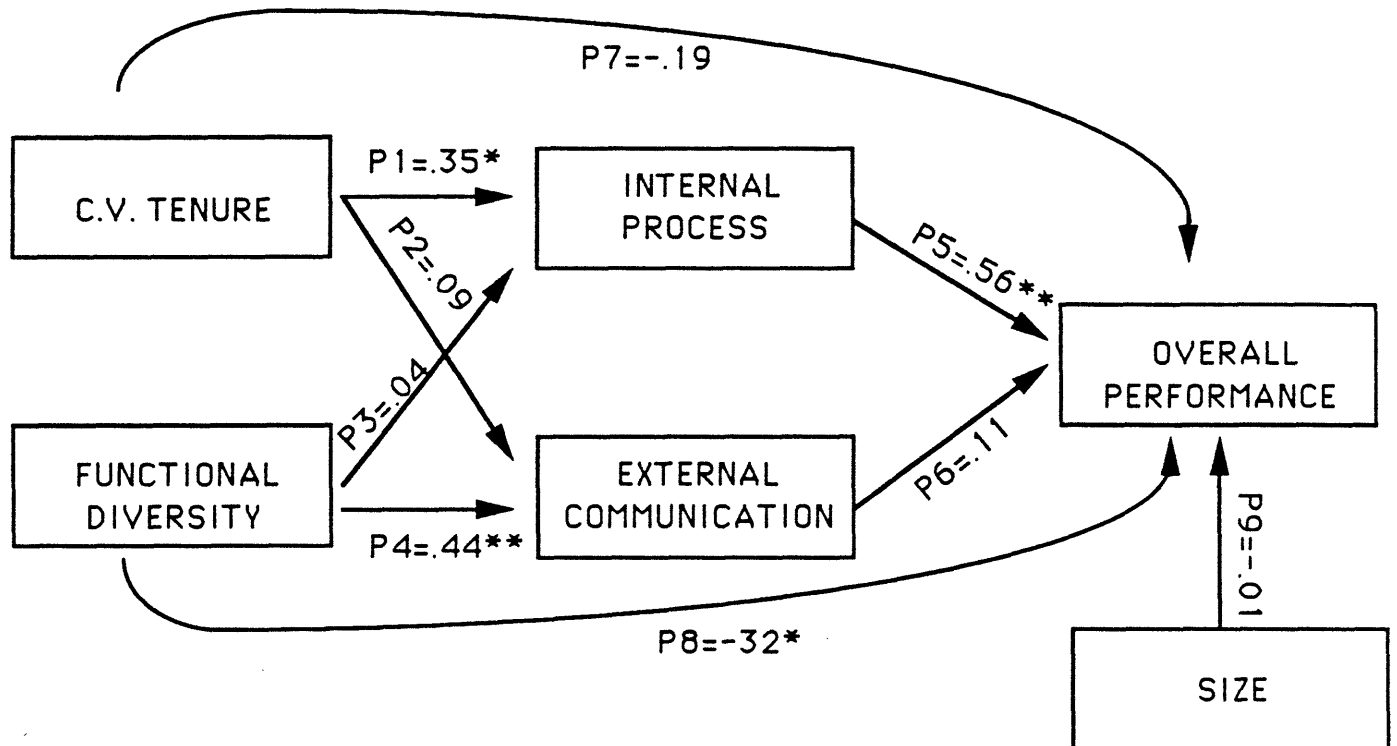 P7=-.19
C.V. TENURE
P1=.35*
INTERNAL
PROCESS
P2=.09
P5=.56**
OVERALL
PERFORMANCE
P3=.04
FUNCTIONAL
DIVERSITY
P4=.44**
EXTERNAL
COMMUNICATION
P6=.11
P8=-32*
P9=-.01
SIZE